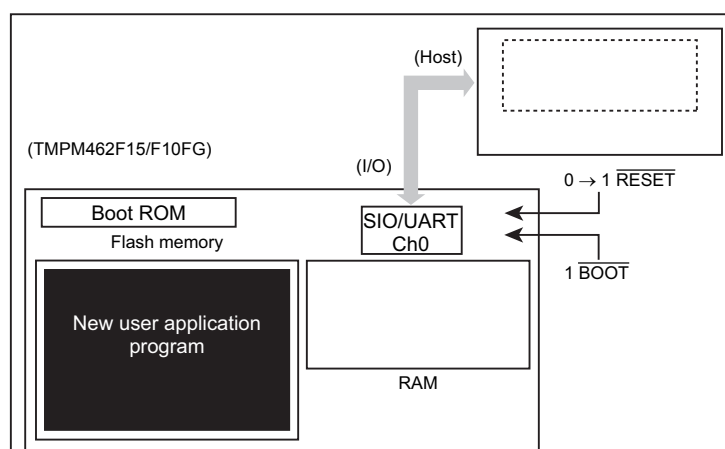 (Host)
(TMPM462F15/F10FG)
(I/O)
0 → 1 RESET
Boot ROM
SIO/UART
Ch0
Flash memory
1 BOOT
New user application
program
RAM